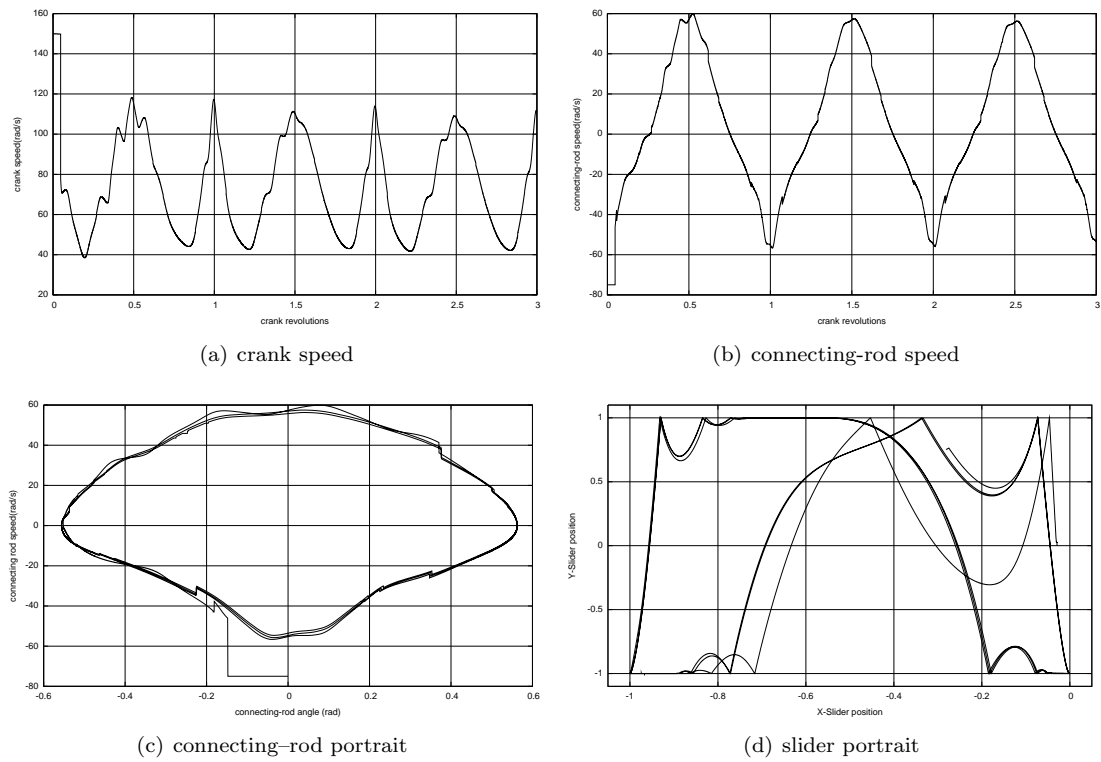 160
140
120
100
80
60
40
20
crank speed(rad/s)
0 0.5 1 1.5 2 2.5 3
crank revolutions
(a) crank speed
60
40
20
0
-20
-40
-60
-80
connecting-rod speed(rad/s)
0 0.5 1 1.5 2 2.5 3
crank revolutions
(b) connecting-rod speed
60
40
20
0
-20
-40
-60
-80
connecting rod speed(rad/s)
-0.6 -0.4 -0.2 0 0.2 0.4 0.6
connecting-rod angle (rad)
(c) connecting–rod portrait
1
0.5
0
-0.5
-1
Y-Slider position
-1 -0.8 -0.6 -0.4 -0.2 0
X-Slider position
(d) slider portrait